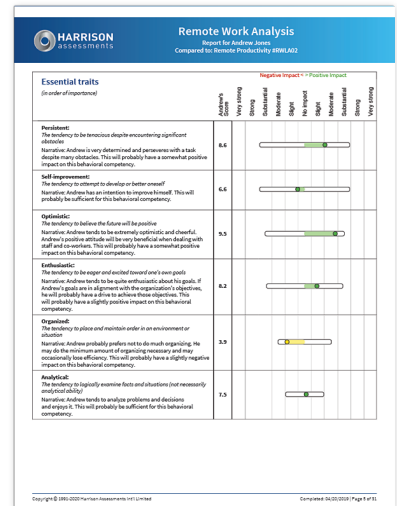 HARRISON
assessments
Remote Work Analysis
Report for Andrew Jones
Compared to: Remote Productivity #RWLA02
Essential traits
(in order of importance)
Negative Impact < > Positive Impact
Andrew's Score
Very strong
Strong
Substantial
Moderate
Slight
No impact
Slight
Moderate
Substantial
Strong
Very strong
Persistent:
The tendency to be tenacious despite encountering significant
obstacles
Narrative: Andrew is very determined and perseveres with a task
despite many obstacles. This will probably have a somewhat positive
impact on this behavioral competency.
8.6
Self-improvement:
The tendency to attempt to develop or better oneself
Narrative: Andrew has an intention to improve himself. This will
probably be sufficient for this behavioral competency.
6.6
Optimistic:
The tendency to believe the future will be positive
Narrative: Andrew tends to be extremely optimistic and cheerful.
Andrew's positive attitude will be very beneficial when dealing with
staff and co-workers. This will probably have a somewhat positive
impact on this behavioral competency.
9.5
Enthusiastic:
The tendency to be eager and excited toward one's own goals
Narrative: Andrew tends to be quite enthusiastic about his goals. If
Andrew's goals are in alignment with the organization's objectives,
he will probably have a drive to achieve those objectives. This
will probably have a slightly positive impact on this behavioral
competency.
8.2
Organized:
The tendency to place and maintain order in an environment or
situation
Narrative: Andrew probably prefers not to do much organizing. He
may do the minimum amount of organizing necessary and may
occasionally lose efficiency. This will probably have a slightly negative
impact on this behavioral competency.
3.9
Analytical:
The tendency to logically examine facts and situations (not necessarily
analytical ability)
Narrative: Andrew tends to analyze problems and decisions
and enjoys it. This will probably be sufficient for this behavioral
competency.
7.5
Copyright © 1991-2020 Harrison Assessments Int'l Limited
Completed: 04/20/2019 | Page 5 of 31